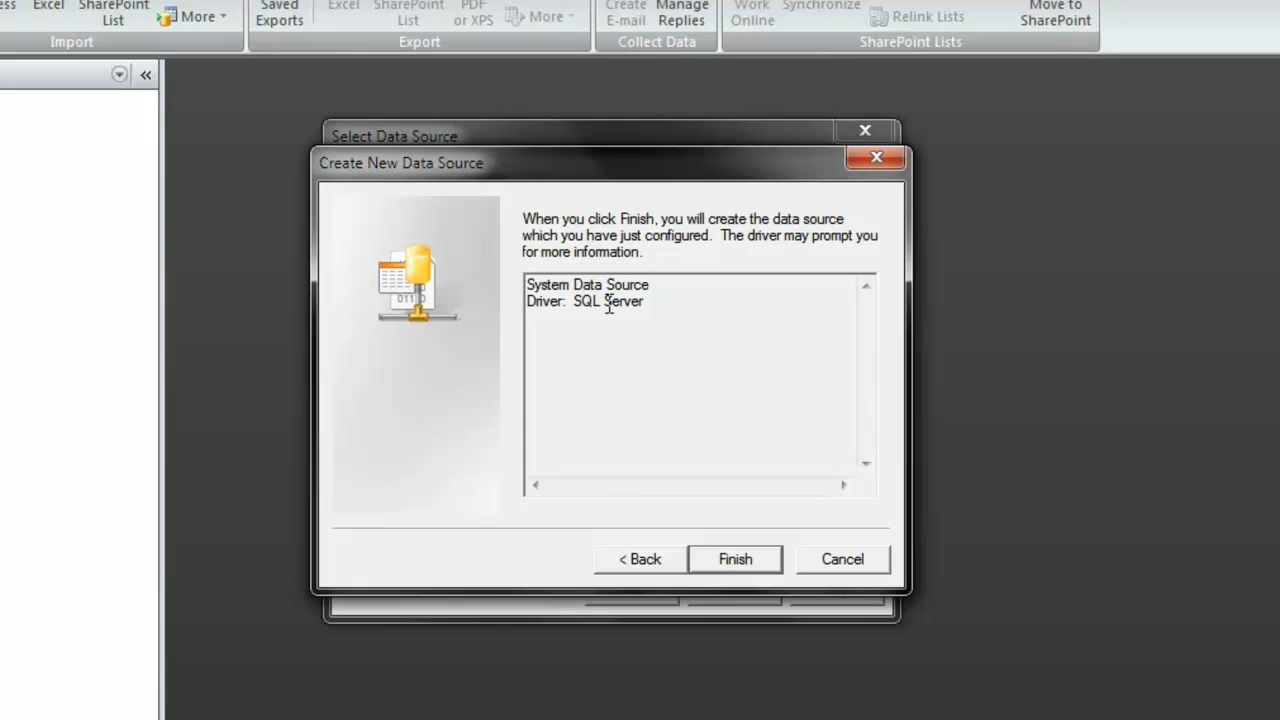 Saved Exports
Excel
SharePoint List
More
Excel
SharePoint List
PDF or XPS
More
Create E-mail
Manage Replies
Work Online
Synchronize
Relink Lists
Move to SharePoint
Import
Export
Collect Data
SharePoint Lists
Select Data Source
Create New Data Source
When you click Finish, you will create the data source
which you have just configured. The driver may prompt you
for more information.
System Data Source
Driver: SQL Server
< Back
Finish
Cancel